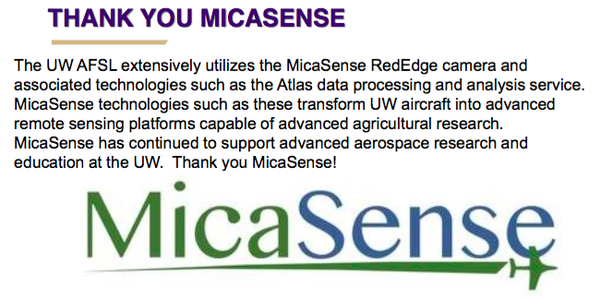 THANK YOU MICASENSE
The UW AFSL extensively utilizes the MicaSense RedEdge camera and
associated technologies such as the Atlas data processing and analysis service.
MicaSense technologies such as these transform UW aircraft into advanced
remote sensing platforms capable of advanced agricultural research.
MicaSense has continued to support advanced aerospace research and
education at the UW.  Thank you MicaSense!
MicaSense